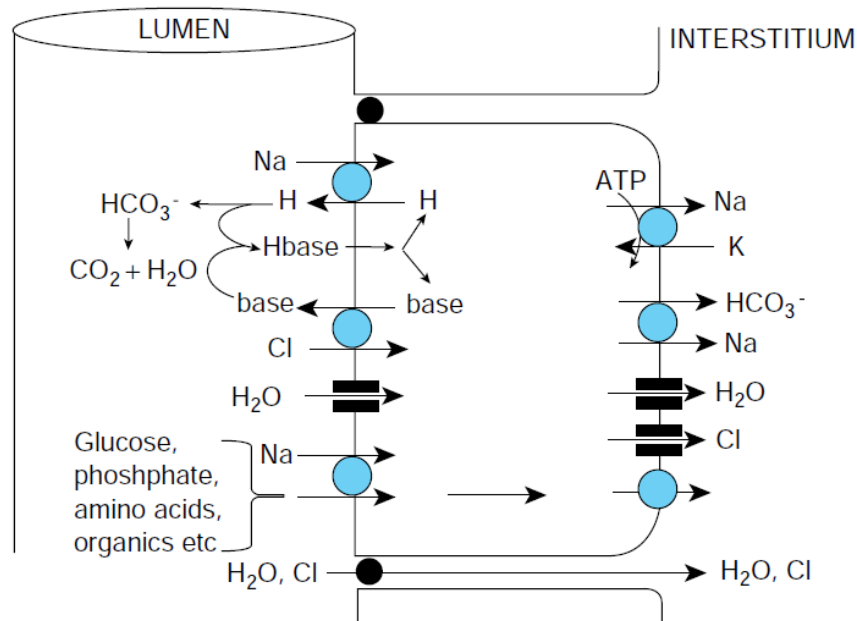 LUMEN
INTERSTITIUM
Na
ATP
HCO₃⁻
H
H
Na
Hbase
K
CO₂ + H₂O
base
base
HCO₃⁻
Cl
Na
H₂O
H₂O
Cl
Glucose,
phoshphate,
amino acids,
organics etc
Na
H₂O, Cl
H₂O, Cl